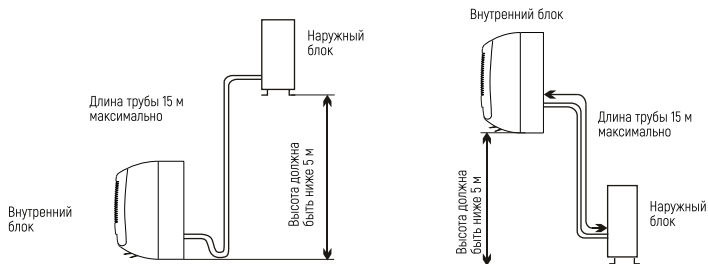 Наружный
блок
Длина трубы 15 м
максимально
Высота должна
быть ниже 5 м
Внутренний
блок
Внутренний блок
Длина трубы 15 м
максимально
Высота должна
быть ниже 5 м
Наружный
блок